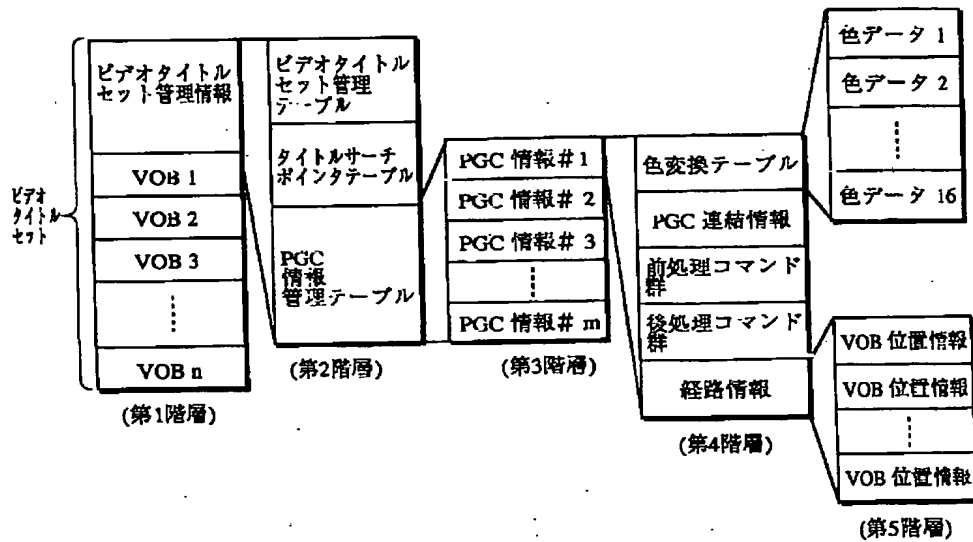 ビデオ
タイトル
セット
ビデオタイトル
セット管理情報
VOB 1
VOB 2
VOB 3
VOB n
(第1階層)
ビデオタイトル
セット管理
テーブル
タイトルサーチ
ポインタテーブル
PGC
情報
管理テーブル
(第2階層)
PGC 情報# 1
PGC 情報# 2
PGC 情報# 3
PGC 情報# m
(第3階層)
色変換テーブル
PGC 連結情報
前処理コマンド
群
後処理コマンド
群
経路情報
(第4階層)
色データ 1
色データ 2
色データ 16
VOB 位置情報
VOB 位置情報
VOB 位置情報
(第5階層)